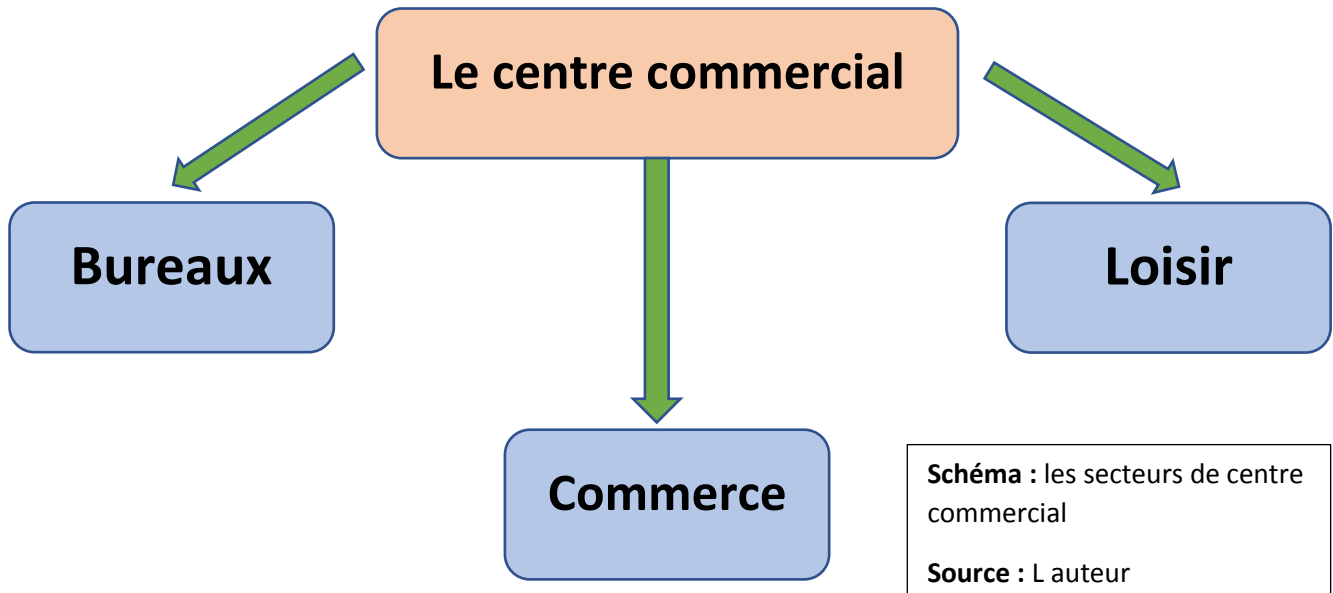 Le centre commercial
Bureaux
Loisir
Commerce
Schéma : les secteurs de centre
commercial
Source : L auteur